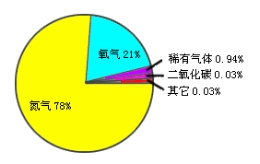 氧气 21%
稀有气体 0.94%
二氧化碳 0.03%
其它 0.03%
氮气 78%